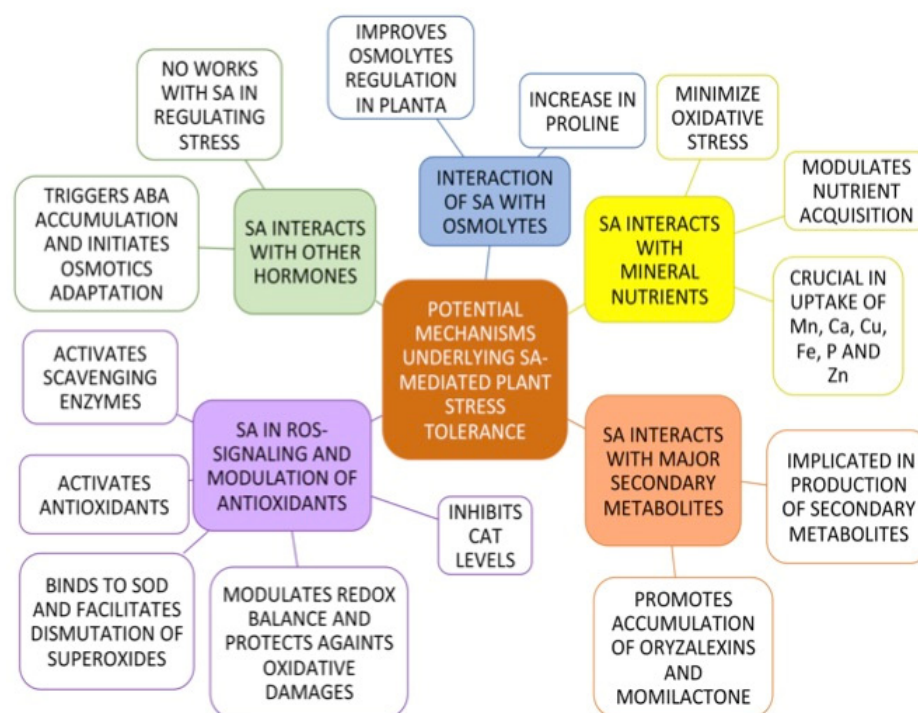 IMPROVES
OSMOLYTES
REGULATION
IN PLANTA
NO WORKS
WITH SA IN
REGULATING
STRESS
INCREASE IN
PROLINE
MINIMIZE
OXIDATIVE
STRESS
MODULATES
NUTRIENT
ACQUISITION
TRIGGERS ABA
ACCUMULATION
AND INITIATES
OSMOTICS
ADAPTATION
SA INTERACTS
WITH OTHER
HORMONES
INTERACTION
OF SA WITH
OSMOLYTES
SA INTERACTS
WITH
MINERAL
NUTRIENTS
CRUCIAL IN
UPTAKE OF
Mn, Ca, Cu,
Fe, P AND
Zn
POTENTIAL
MECHANISMS
UNDERLYING SA-
MEDIATED PLANT
STRESS
TOLERANCE
ACTIVATES
SCAVENGING
ENZYMES
SA IN ROS-
SIGNALING AND
MODULATION OF
ANTIOXIDANTS
SA INTERACTS
WITH MAJOR
SECONDARY
METABOLITES
ACTIVATES
ANTIOXIDANTS
INHIBITS
CAT
LEVELS
IMPLICATED IN
PRODUCTION
OF SECONDARY
METABOLITES
BINDS TO SOD
AND FACILITATES
DISMUTATION OF
SUPEROXIDES
MODULATES REDOX
BALANCE AND
PROTECTS AGAINTS
OXIDATIVE
DAMAGES
PROMOTES
ACCUMULATION
OF ORYZALEXINS
AND
MOMILACTONE